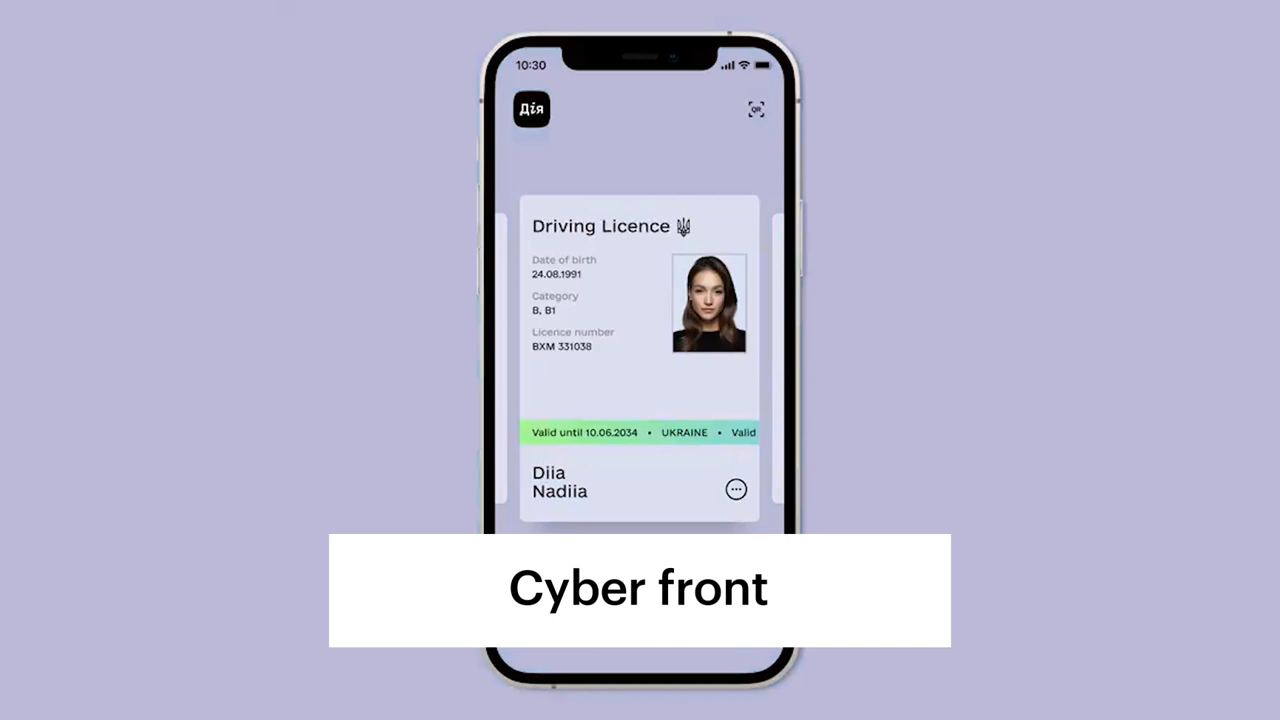 10:30
Дія
QR
Driving Licence
Date of birth
24.08.1991
Category
B, B1
Licence number
BXM 331038
Valid until 10.06.2034 • UKRAINE • Valid
Diia
Nadiia
Cyber front